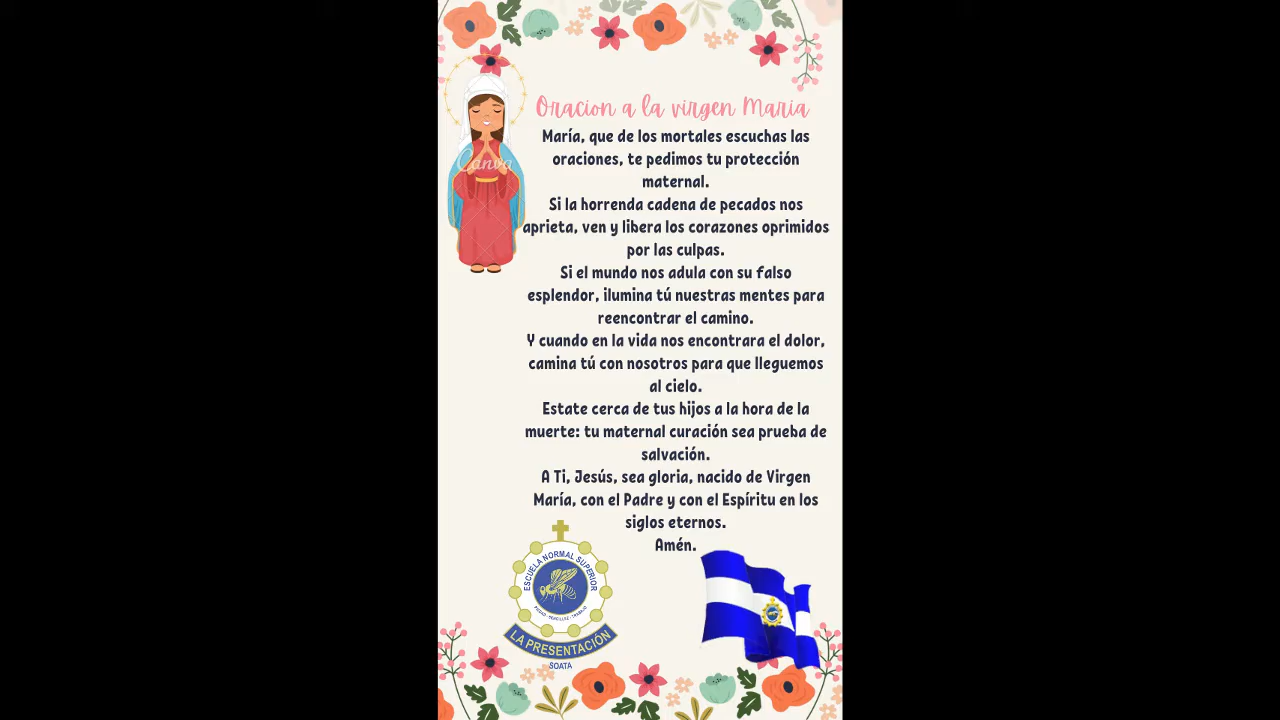 Oracion a la virgen Maria
María, que de los mortales escuchas las
oraciones, te pedimos tu protección
maternal.
Si la horrenda cadena de pecados nos
aprieta, ven y libera los corazones oprimidos
por las culpas.
Si el mundo nos adula con su falso
esplendor, ilumina tú nuestras mentes para
reencontrar el camino.
Y cuando en la vida nos encontrara el dolor,
camina tú con nosotros para que lleguemos
al cielo.
Estate cerca de tus hijos a la hora de la
muerte: tu maternal curación sea prueba de
salvación.
A Ti, Jesús, sea gloria, nacido de Virgen
María, con el Padre y con el Espíritu en los
siglos eternos.
Amén.
Canva
ESCUELA NORMAL SUPERIOR
LA PRESENTACIÓN
SOATA